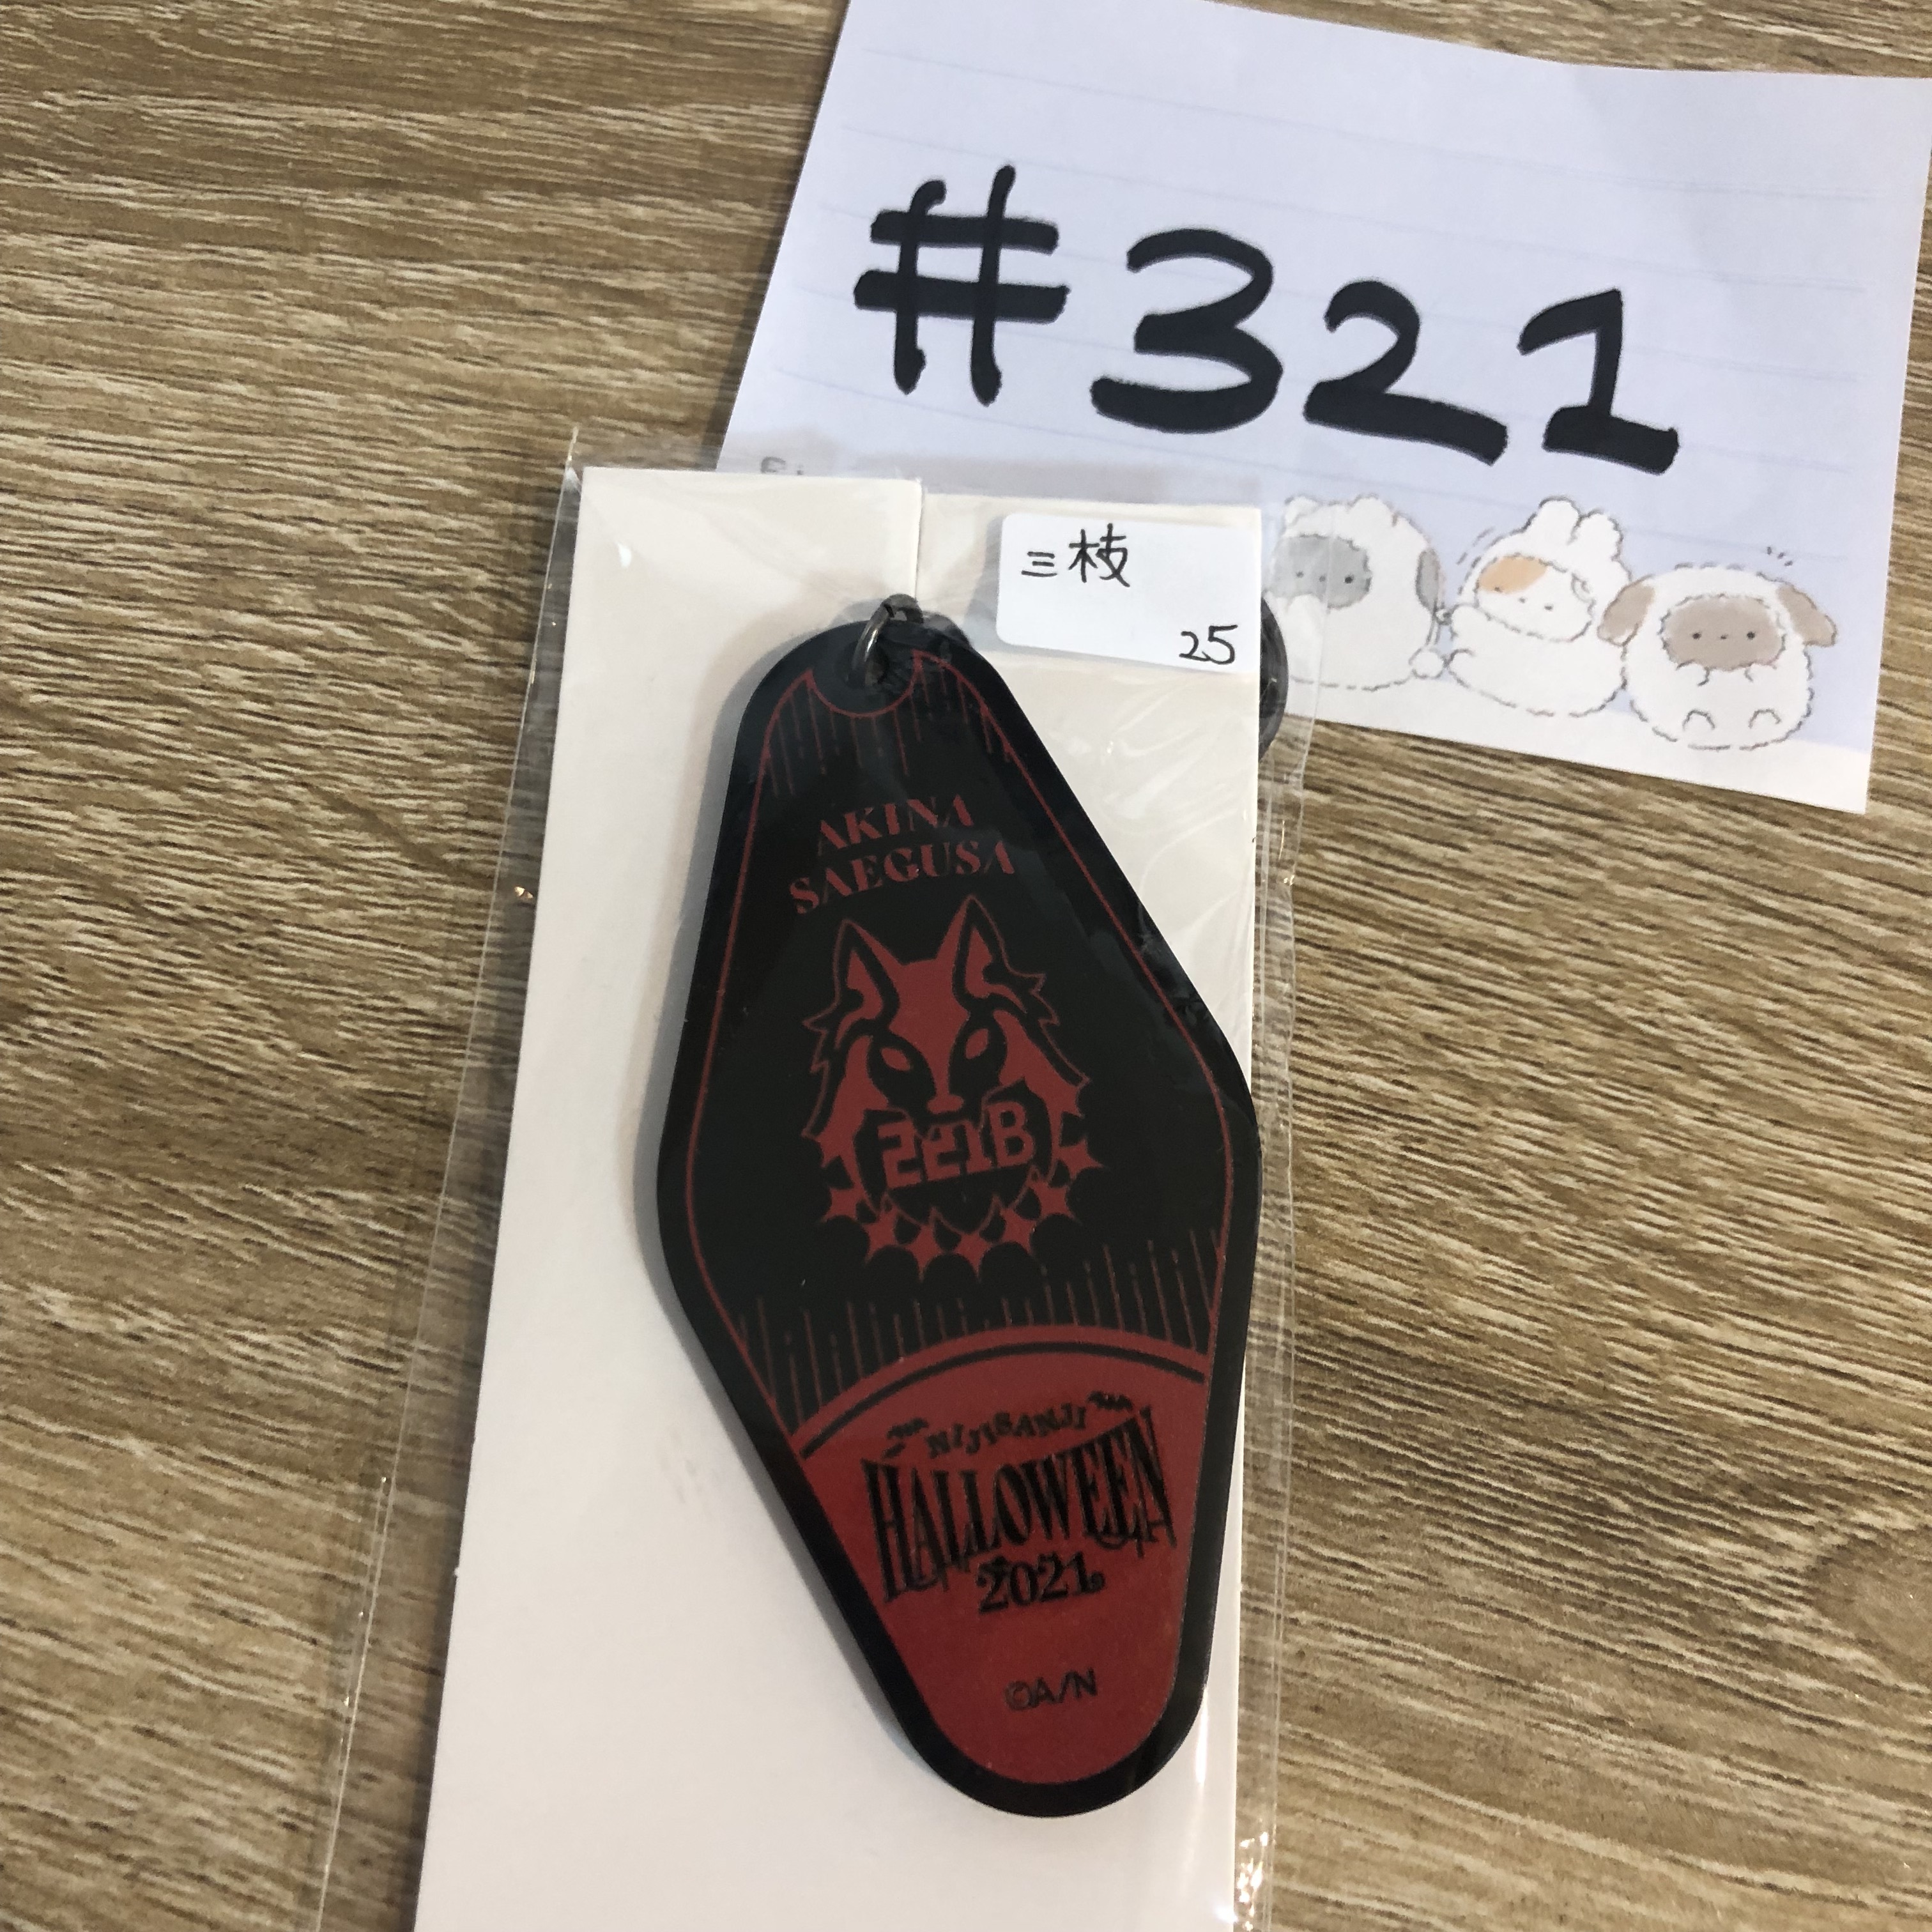 #321
三枝
25
AKINA
SAEGUSA
221B
NIJISANJI
HALLOWEEN
2021
©A/N